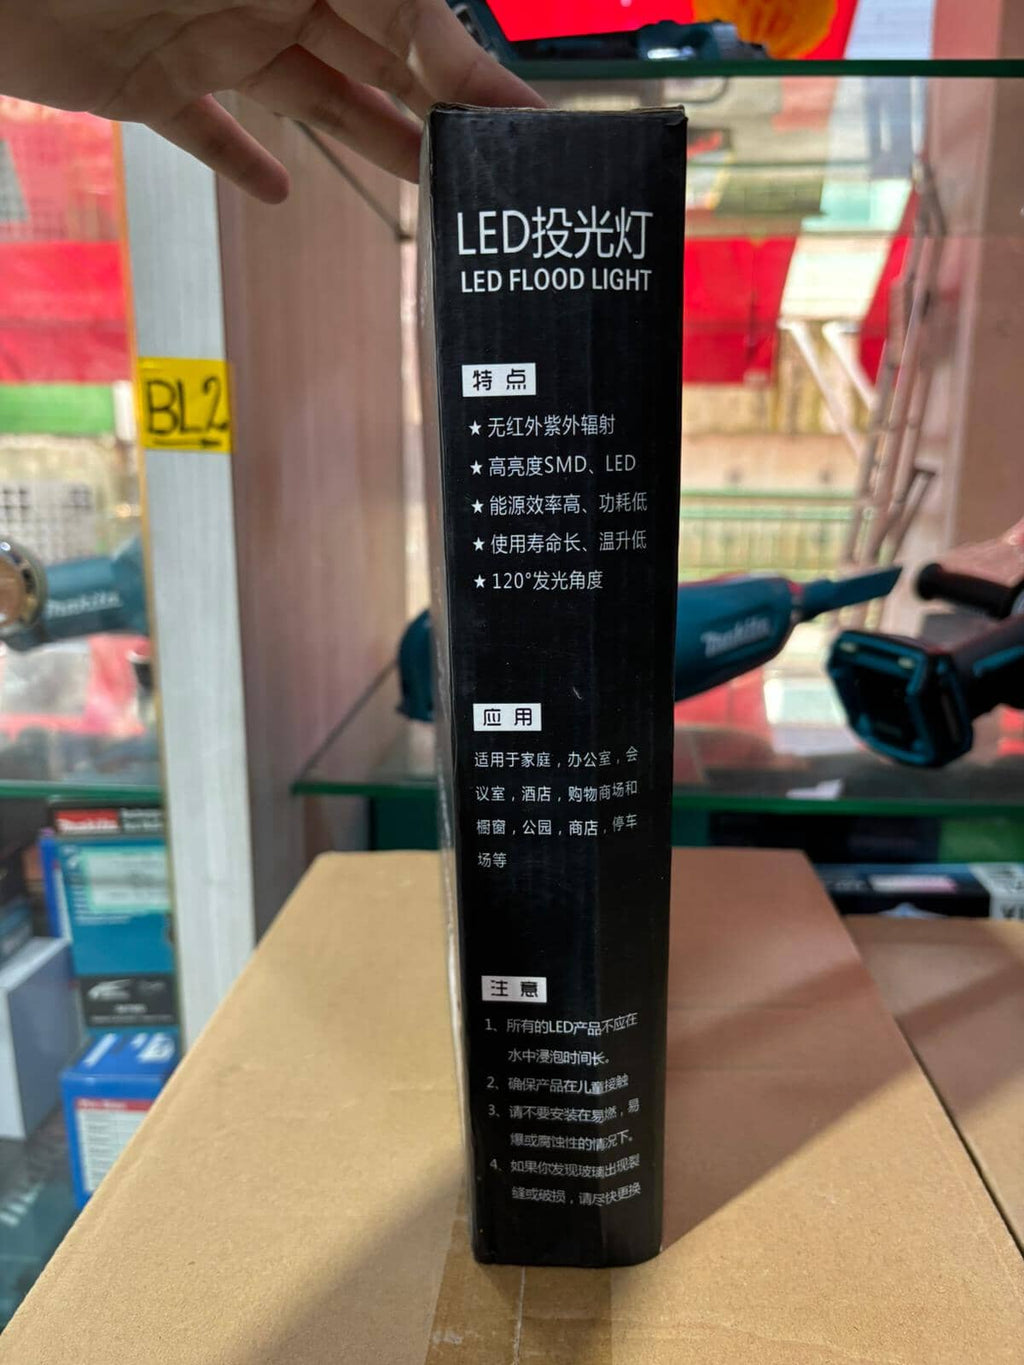 LED投光灯
LED FLOOD LIGHT
特点
★ 无红外紫外辐射
★ 高亮度SMD、LED
★ 能源效率高、功耗低
★ 使用寿命长、温升低
★ 120°发光角度
应用
适用于家庭，办公室，会
议室，酒店，购物商场和
橱窗，公园，商店，停车
场等
注意
1、所有的LED产品不应在
水中浸泡时间长。
2、确保产品在儿童接触
3、请不要安装在易燃，易
爆或腐蚀性的情况下。
4、如果你发现玻璃出现裂
缝或破损，请尽快更换
BL2
makita
makita
makita